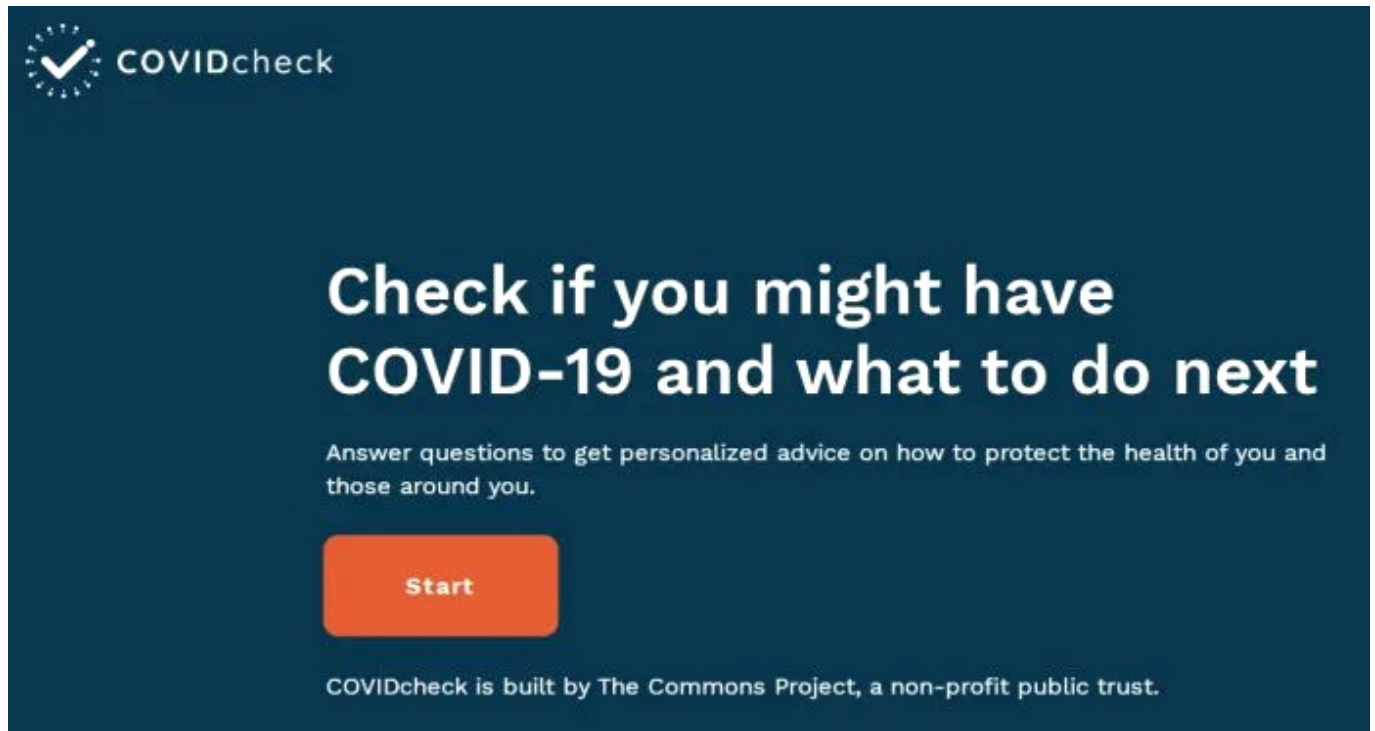 COVIDcheck
Check if you might have
COVID-19 and what to do next
Answer questions to get personalized advice on how to protect the health of you and
those around you.
Start
COVIDcheck is built by The Commons Project, a non-profit public trust.